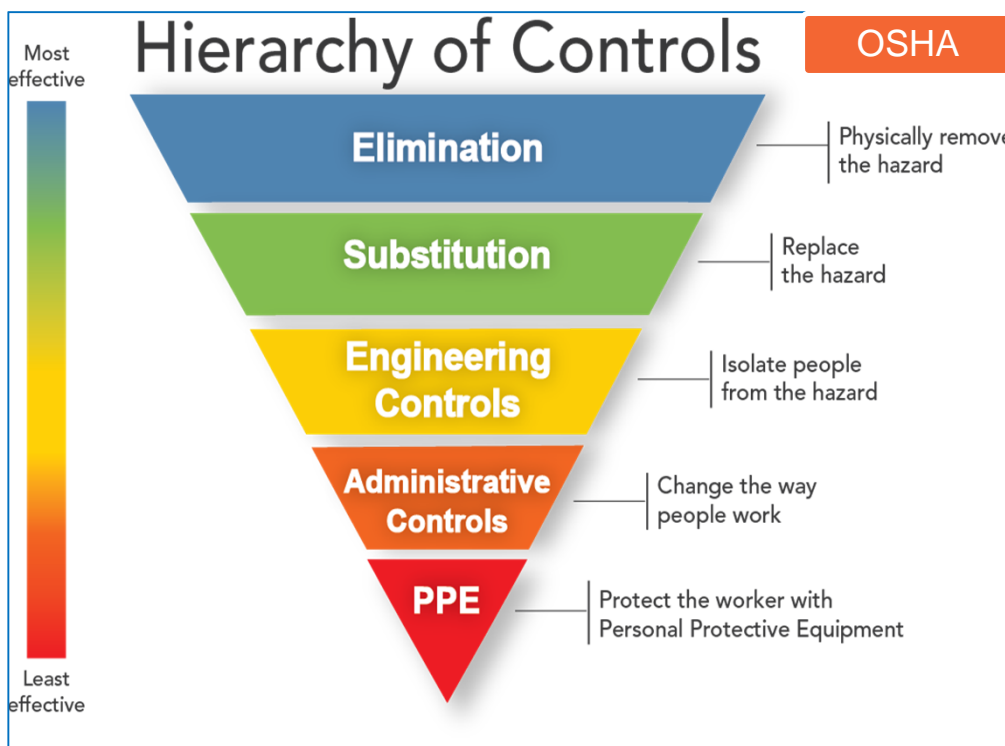 Hierarchy of Controls
OSHA
Most
effective
Elimination
Physically remove
the hazard
Substitution
Replace
the hazard
Engineering
Controls
Isolate people
from the hazard
Administrative
Controls
Change the way
people work
PPE
Protect the worker with
Personal Protective Equipment
Least
effective